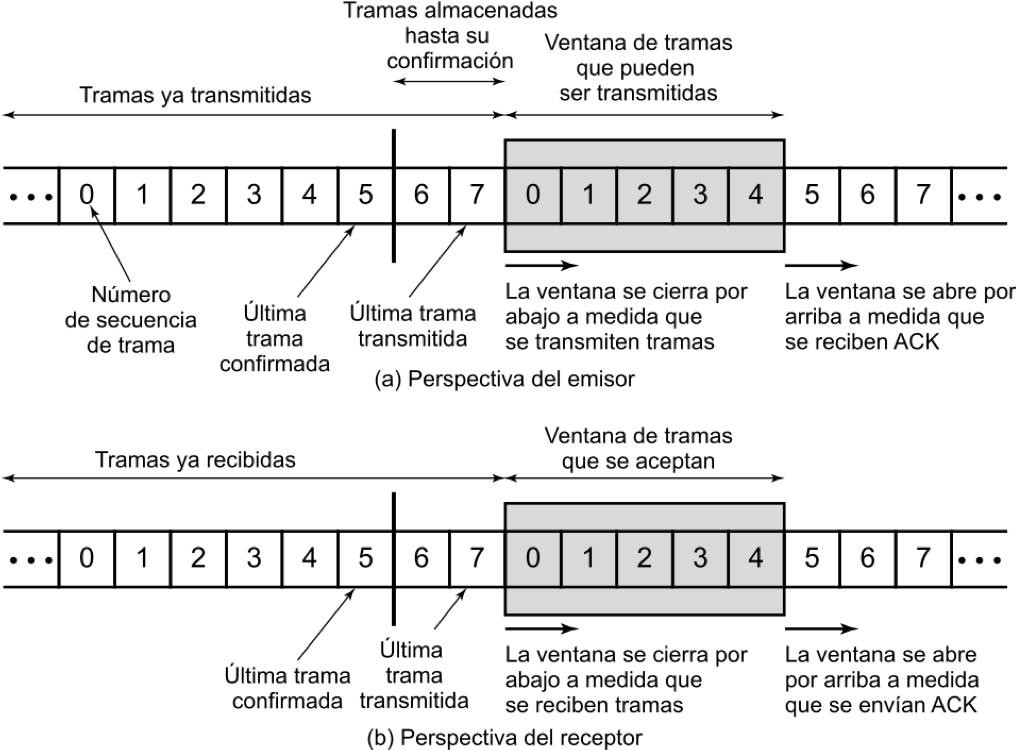 Tramas almacenadas
hasta su
confirmación
Ventana de tramas
que pueden
ser transmitidas
Tramas ya transmitidas
••• 0 1 2 3 4 5 6 7 0 1 2 3 4 5 6 7 •••
Número
de secuencia
de trama
Última
trama
confirmada
Última trama
transmitida
La ventana se cierra por
abajo a medida que
se transmiten tramas
La ventana se abre por
arriba a medida que
se reciben ACK
(a) Perspectiva del emisor
Ventana de tramas
que se aceptan
Tramas ya recibidas
••• 0 1 2 3 4 5 6 7 0 1 2 3 4 5 6 7 •••
Última trama
confirmada
Última
trama
transmitida
La ventana se cierra por
abajo a medida que
se reciben tramas
La ventana se abre
por arriba a medida
que se envían ACK
(b) Perspectiva del receptor